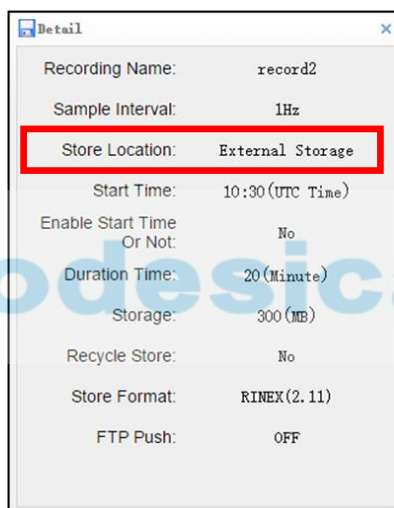 Detail ×
Recording Name: record2
Sample Interval: 1Hz
Store Location: External Storage
Start Time: 10:30(UTC Time)
Enable Start Time
Or Not: No
Duration Time: 20(Minute)
Storage: 300(MB)
Recycle Store: No
Store Format: RINEX(2.11)
FTP Push: OFF
odesica